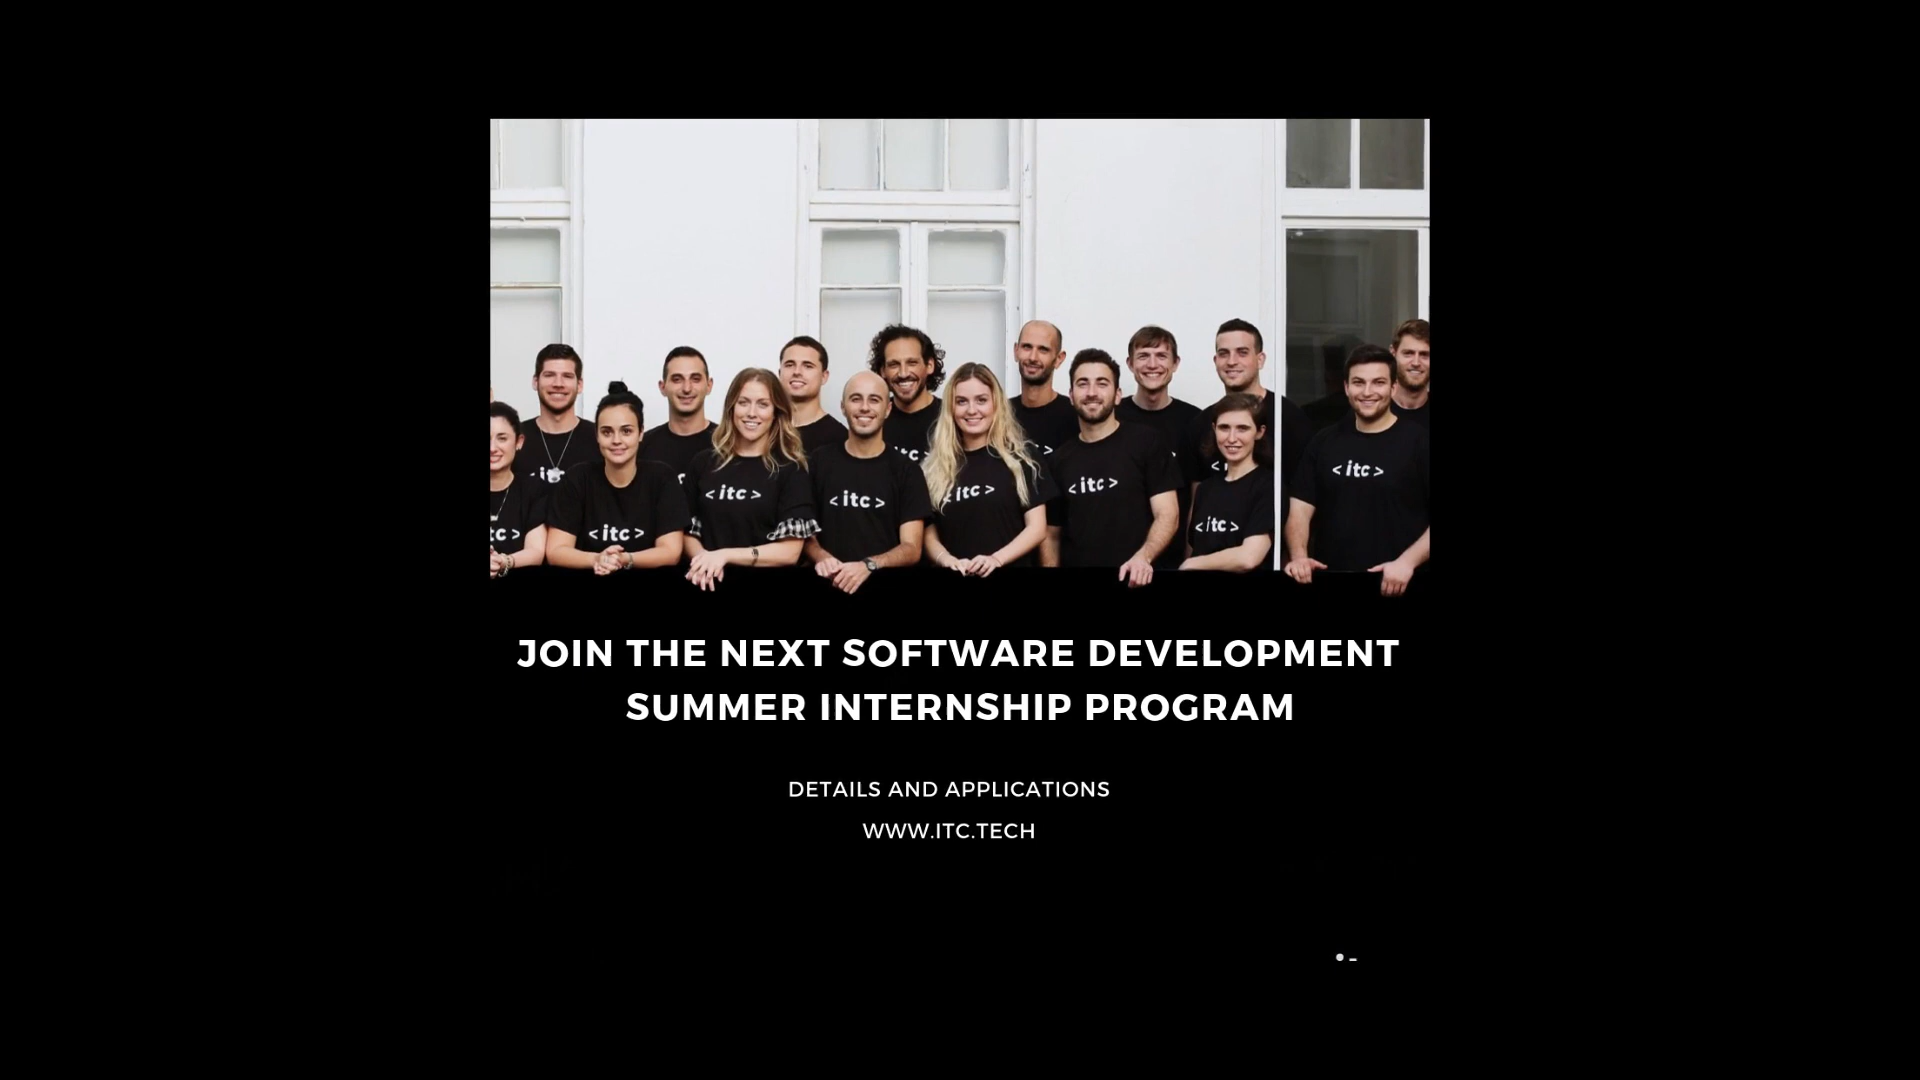 <itc>
<itc>
<itc>
<itc>
<itc>
<itc>
<itc>
JOIN THE NEXT SOFTWARE DEVELOPMENT
SUMMER INTERNSHIP PROGRAM
DETAILS AND APPLICATIONS
WWW.ITC.TECH